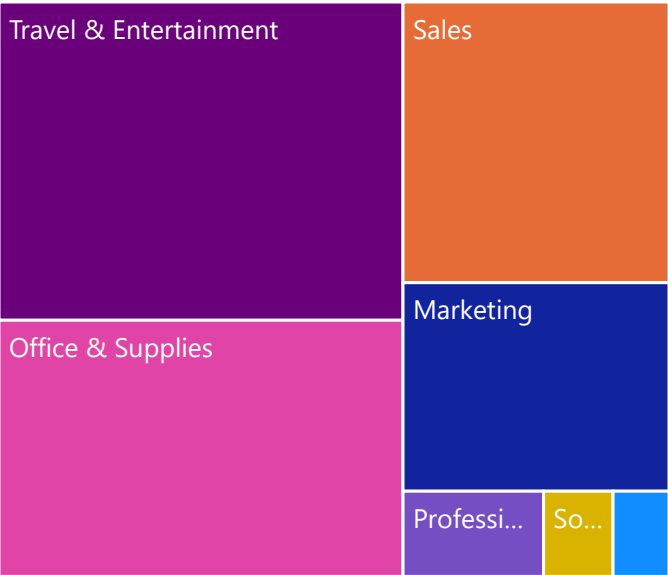 Travel & Entertainment
Sales
Office & Supplies
Marketing
Professi...
So...